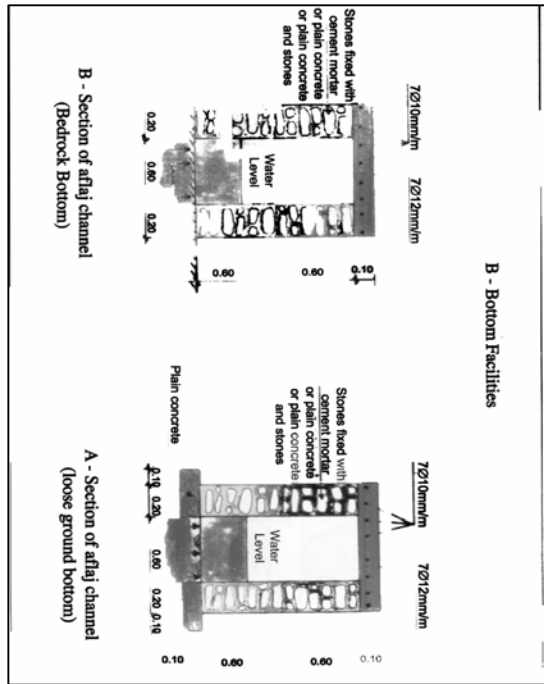 B - Bottom Facilities
7Ø10mm/m
7Ø12mm/m
Stones fixed with
cement mortar
or plain concrete
or plain concrete
and stones
Water
Level
0.10
0.60
0.60
0.20
0.60
0.20
B - Section of aflaj channel
(Bedrock Bottom)
7Ø10mm/m
7Ø12mm/m
Stones fixed with
cement mortar
or plain concrete
or plain concrete
and stones
Water
Level
0.10
0.60
0.60
0.10
Plain concrete
0.10
0.20
0.60
0.20
0.10
A - Section of aflaj channel
(loose ground bottom)